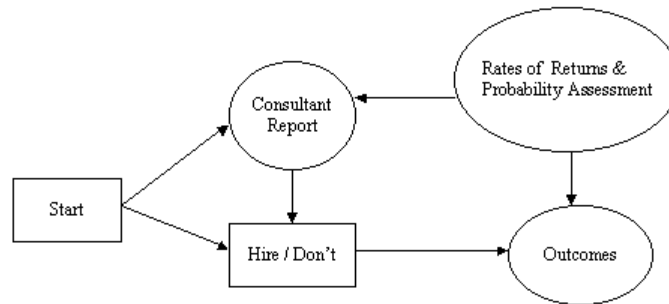 Rates of Returns &
Probability Assessment
Consultant
Report
Start
Hire / Don't
Outcomes